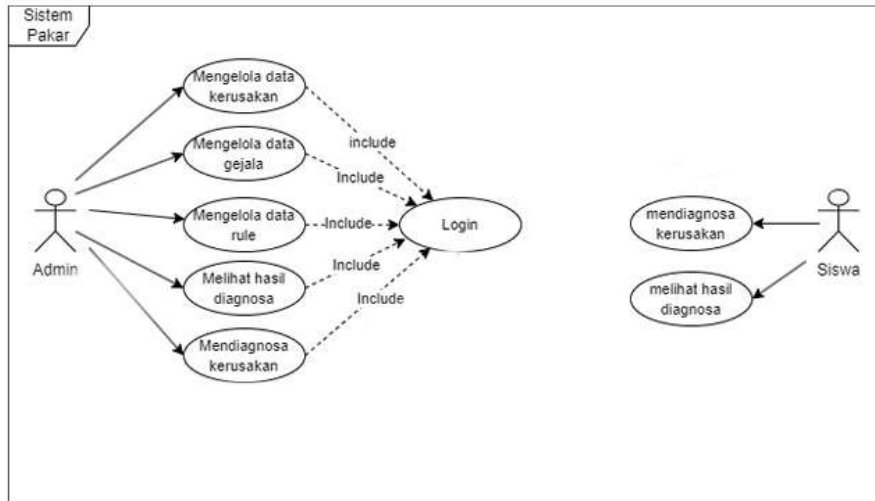 Sistem
Pakar
Mengelola data
kerusakan
include
Mengelola data
gejala
Include
Mengelola data
rule
Include
Login
Melihat hasil
diagnosa
Include
Mendiagnosa
kerusakan
Include
Admin
mendiagnosa
kerusakan
melihat hasil
diagnosa
Siswa